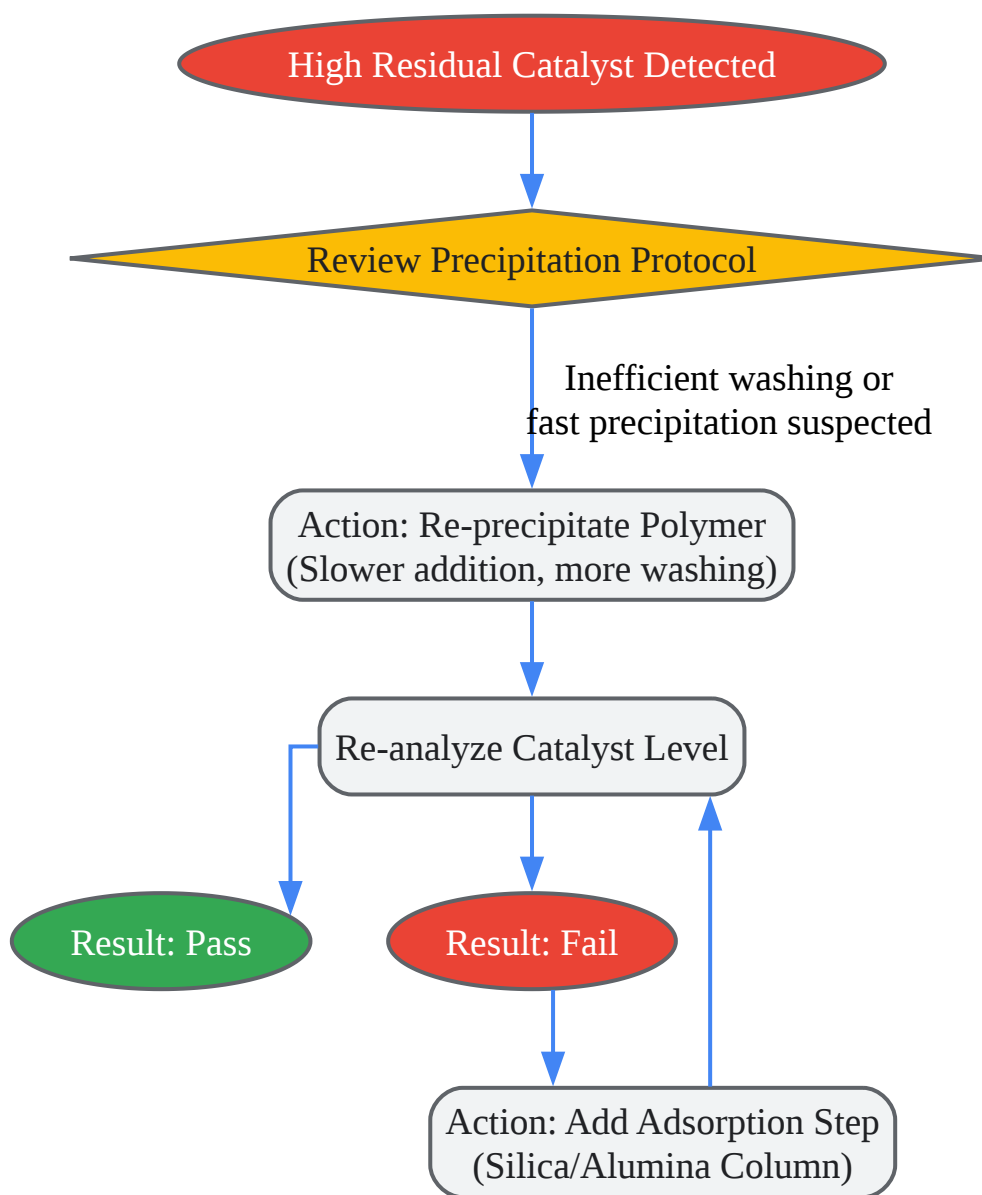 High Residual Catalyst Detected
Review Precipitation Protocol
Inefficient washing or
fast precipitation suspected
Action: Re-precipitate Polymer
(Slower addition, more washing)
Re-analyze Catalyst Level
Result: Pass
Result: Fail
Action: Add Adsorption Step
(Silica/Alumina Column)